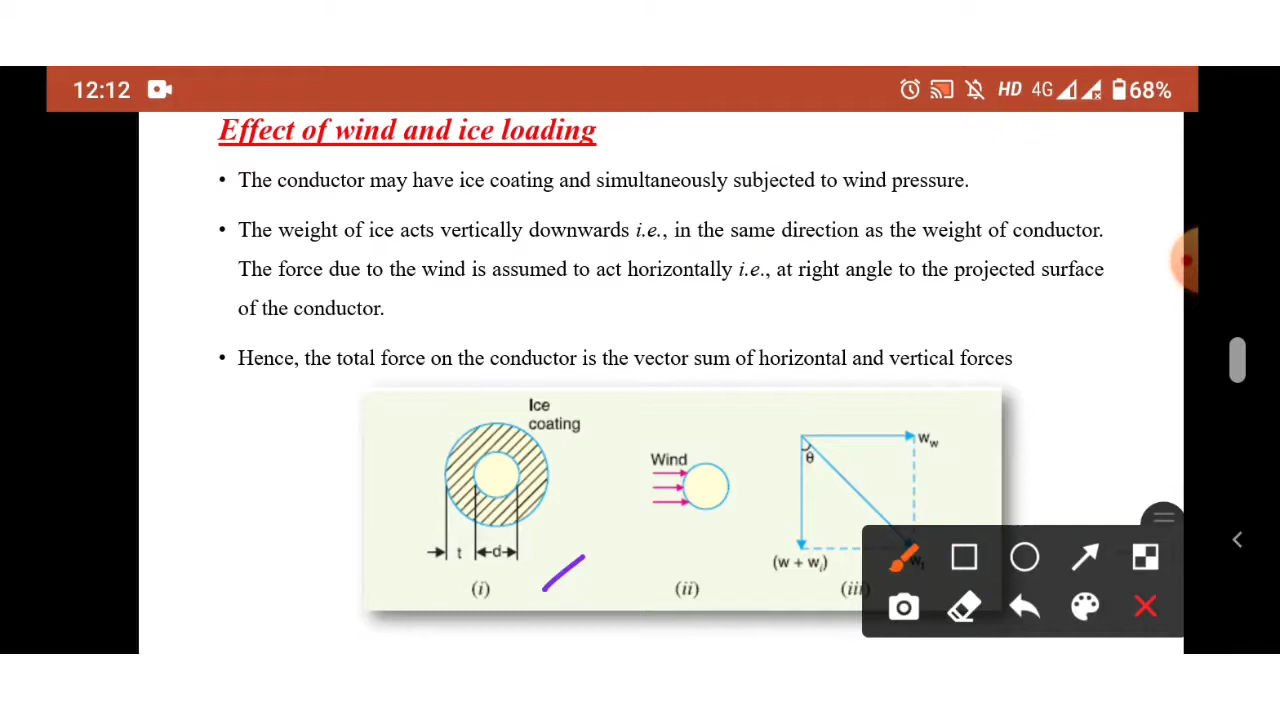 12:12 HD 4G 68%
Effect of wind and ice loading
• The conductor may have ice coating and simultaneously subjected to wind pressure.
• The weight of ice acts vertically downwards i.e., in the same direction as the weight of conductor.
The force due to the wind is assumed to act horizontally i.e., at right angle to the projected surface
of the conductor.
• Hence, the total force on the conductor is the vector sum of horizontal and vertical forces
Ice
coating
t d
(i)
Wind
(ii)
ww
θ
(w + wi)
wt
(iii)